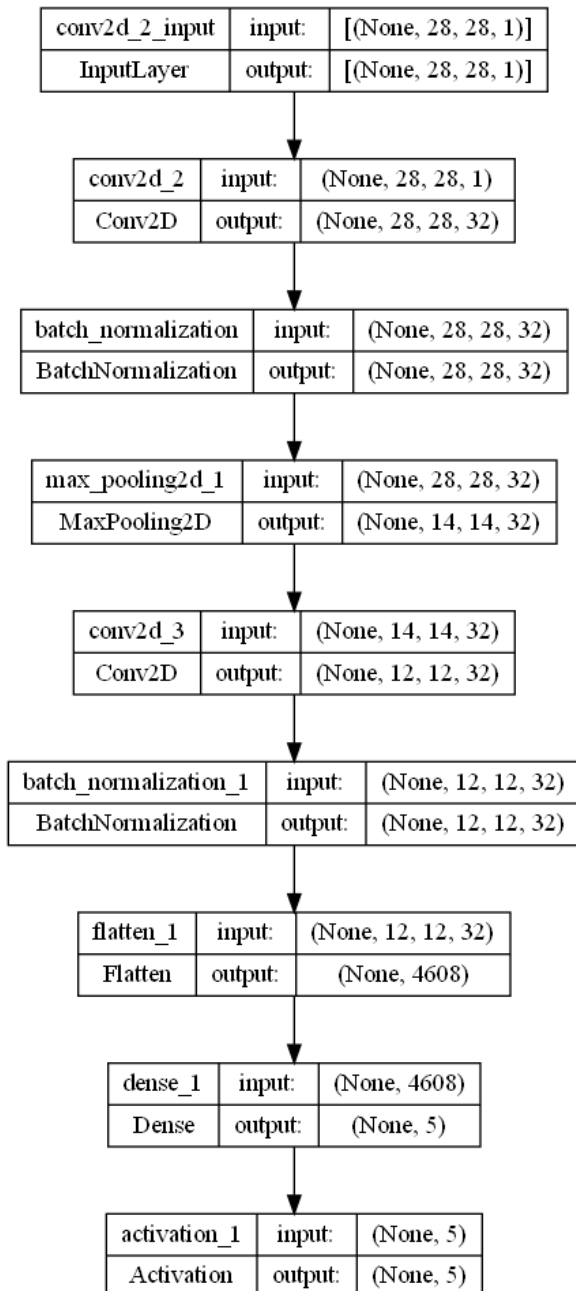 conv2d_2_input input: [(None, 28, 28, 1)]
InputLayer output: [(None, 28, 28, 1)]
conv2d_2 input: (None, 28, 28, 1)
Conv2D output: (None, 28, 28, 32)
batch_normalization input: (None, 28, 28, 32)
BatchNormalization output: (None, 28, 28, 32)
max_pooling2d_1 input: (None, 28, 28, 32)
MaxPooling2D output: (None, 14, 14, 32)
conv2d_3 input: (None, 14, 14, 32)
Conv2D output: (None, 12, 12, 32)
batch_normalization_1 input: (None, 12, 12, 32)
BatchNormalization output: (None, 12, 12, 32)
flatten_1 input: (None, 12, 12, 32)
Flatten output: (None, 4608)
dense_1 input: (None, 4608)
Dense output: (None, 5)
activation_1 input: (None, 5)
Activation output: (None, 5)